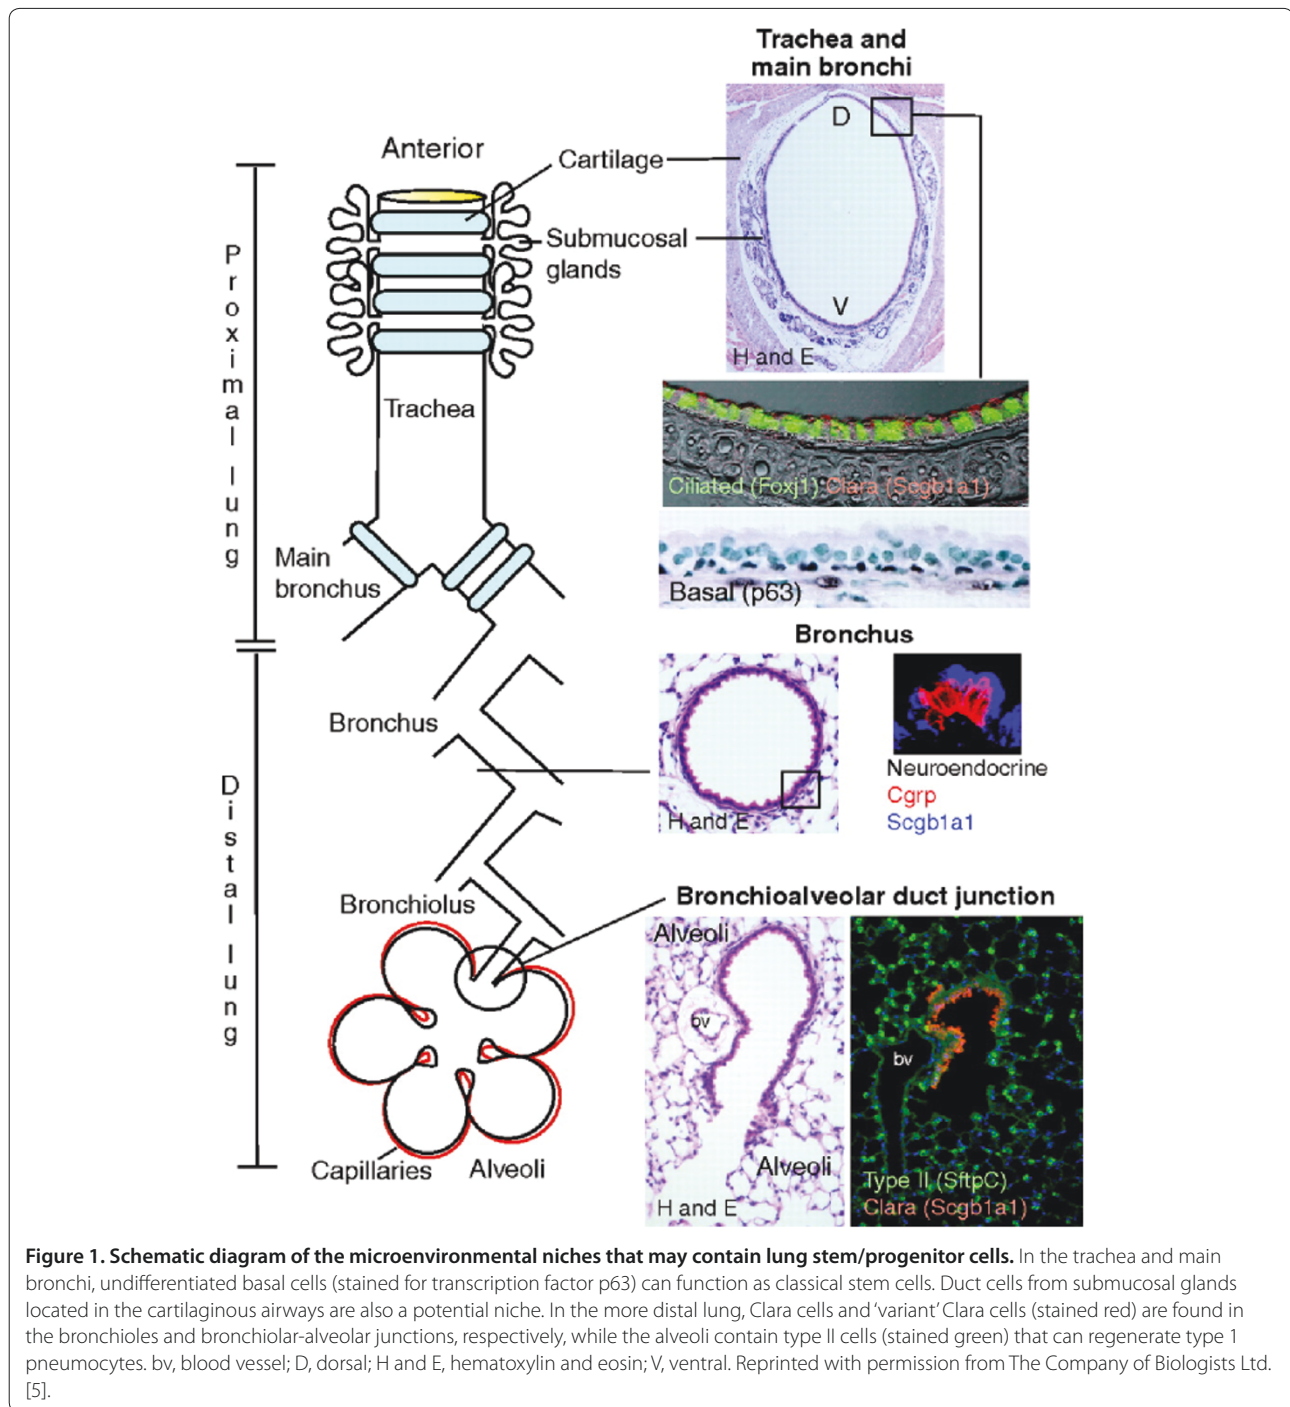 Trachea and
main bronchi
D
V
H and E
Anterior
Cartilage
Submucosal
glands
Proximal lung
Trachea
Ciliated (Foxj1) Clara (Scgb1a1)
Main
bronchus
Basal (p63)
Bronchus
Bronchus
H and E
Neuroendocrine
Cgrp
Scgb1a1
Distal lung
Bronchiolus
Bronchioalveolar duct junction
Alveoli
bv
bv
Capillaries
Alveoli
Alveoli
H and E
Type II (SftpC)
Clara (Scgb1a1)
Figure 1. Schematic diagram of the microenvironmental niches that may contain lung stem/progenitor cells. In the trachea and main
bronchi, undifferentiated basal cells (stained for transcription factor p63) can function as classical stem cells. Duct cells from submucosal glands
located in the cartilaginous airways are also a potential niche. In the more distal lung, Clara cells and ‘variant’ Clara cells (stained red) are found in
the bronchioles and bronchiolar-alveolar junctions, respectively, while the alveoli contain type II cells (stained green) that can regenerate type 1
pneumocytes. bv, blood vessel; D, dorsal; H and E, hematoxylin and eosin; V, ventral. Reprinted with permission from The Company of Biologists Ltd.
[5].